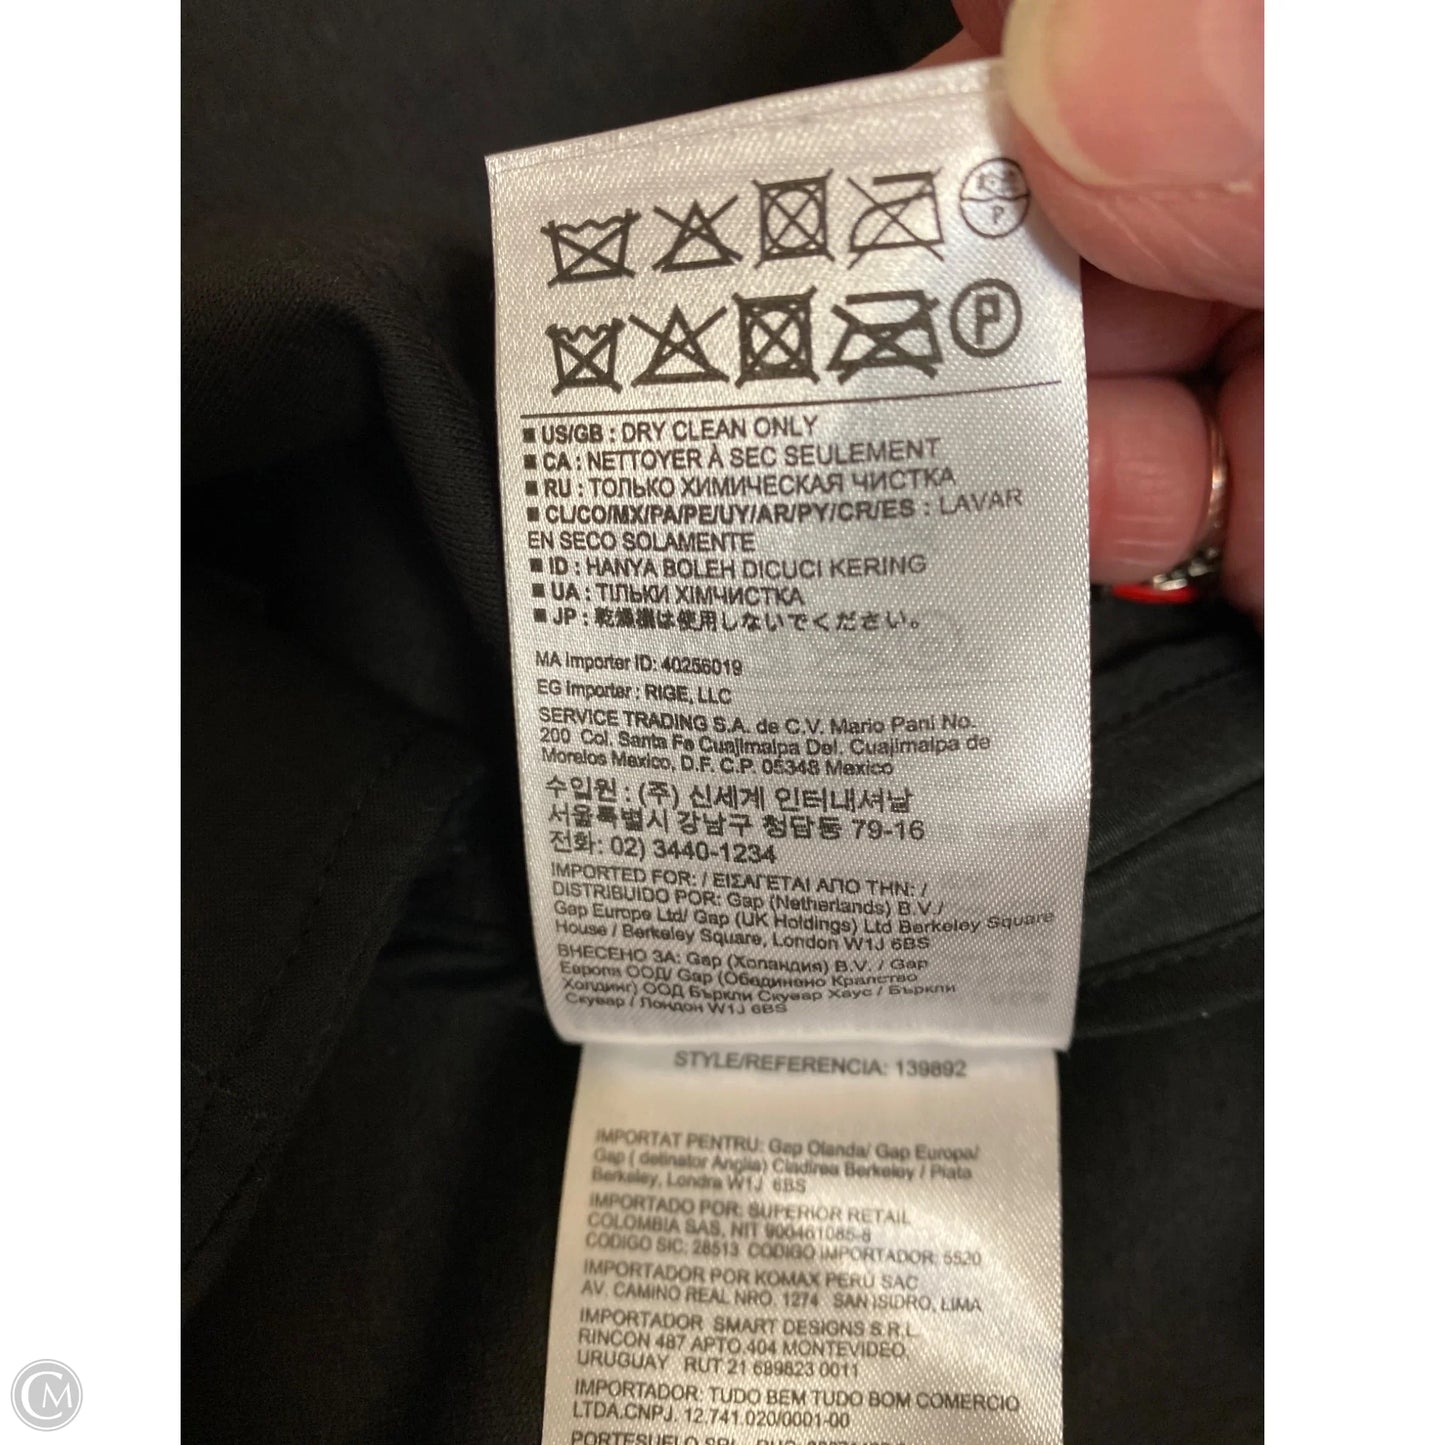 P
P
■ US/GB : DRY CLEAN ONLY
■ CA : NETTOYER À SEC SEULEMENT
■ RU : ТОЛЬКО ХИМИЧЕСКАЯ ЧИСТКА
■ CL/CO/MX/PA/PE/UY/AR/PY/CR/ES : LAVAR
EN SECO SOLAMENTE
■ ID : HANYA BOLEH DICUCI KERING
■ UA : ТІЛЬКИ ХІМЧИСТКА
■ JP : 乾燥機は使用しないでください。
MA Importer ID: 40256019
EG Importer : RIGE, LLC
SERVICE TRADING S.A. de C.V. Mario Pani No.
200 Col. Santa Fe Cuajimalpa Del. Cuajimalpa de
Morelos Mexico, D.F. C.P. 05348 Mexico
수입원 : (주) 신세계 인터내셔날
서울특별시 강남구 청담동 79-16
전화: 02) 3440-1234
IMPORTED FOR: / ΕΙΣΑΓΕΤΑΙ ΑΠΟ ΤΗΝ: /
DISTRIBUIDO POR: Gap (Netherlands) B.V./
Gap Europe Ltd/ Gap (UK Holdings) Ltd Berkeley Square
House / Berkeley Square, London W1J 6BS
ВНЕСЕНО ЗА: Gap (Холандия) B.V. / Gap
Европа ООД/ Gap (Обединено Кралство
Холдинг) ООД Бъркли Скуеар Хаус / Бъркли
Скуеар / Лондон W1J 6BS
STYLE/REFERENCIA: 139892
IMPORTAT PENTRU: Gap Olanda/ Gap Europa/
Gap ( detinator Anglia) Cladirea Berkeley / Piata
Berkeley, Londra W1J 6BS
IMPORTADO POR: SUPERIOR RETAIL
COLOMBIA SAS, NIT 900461085-8
CODIGO SIC: 28513 CODIGO IMPORTADOR: 5520
IMPORTADOR POR KOMAX PERÚ SAC
AV. CAMINO REAL NRO. 1274 SAN ISIDRO, LIMA
IMPORTADOR SMART DESIGNS S.R.L.
RINCON 487 APTO.404 MONTEVIDEO,
URUGUAY RUT 21 689823 0011
IMPORTADOR: TUDO BEM TUDO BOM COMERCIO
LTDA.CNPJ. 12.741.020/0001-00
PORTESUELO SRL
CM